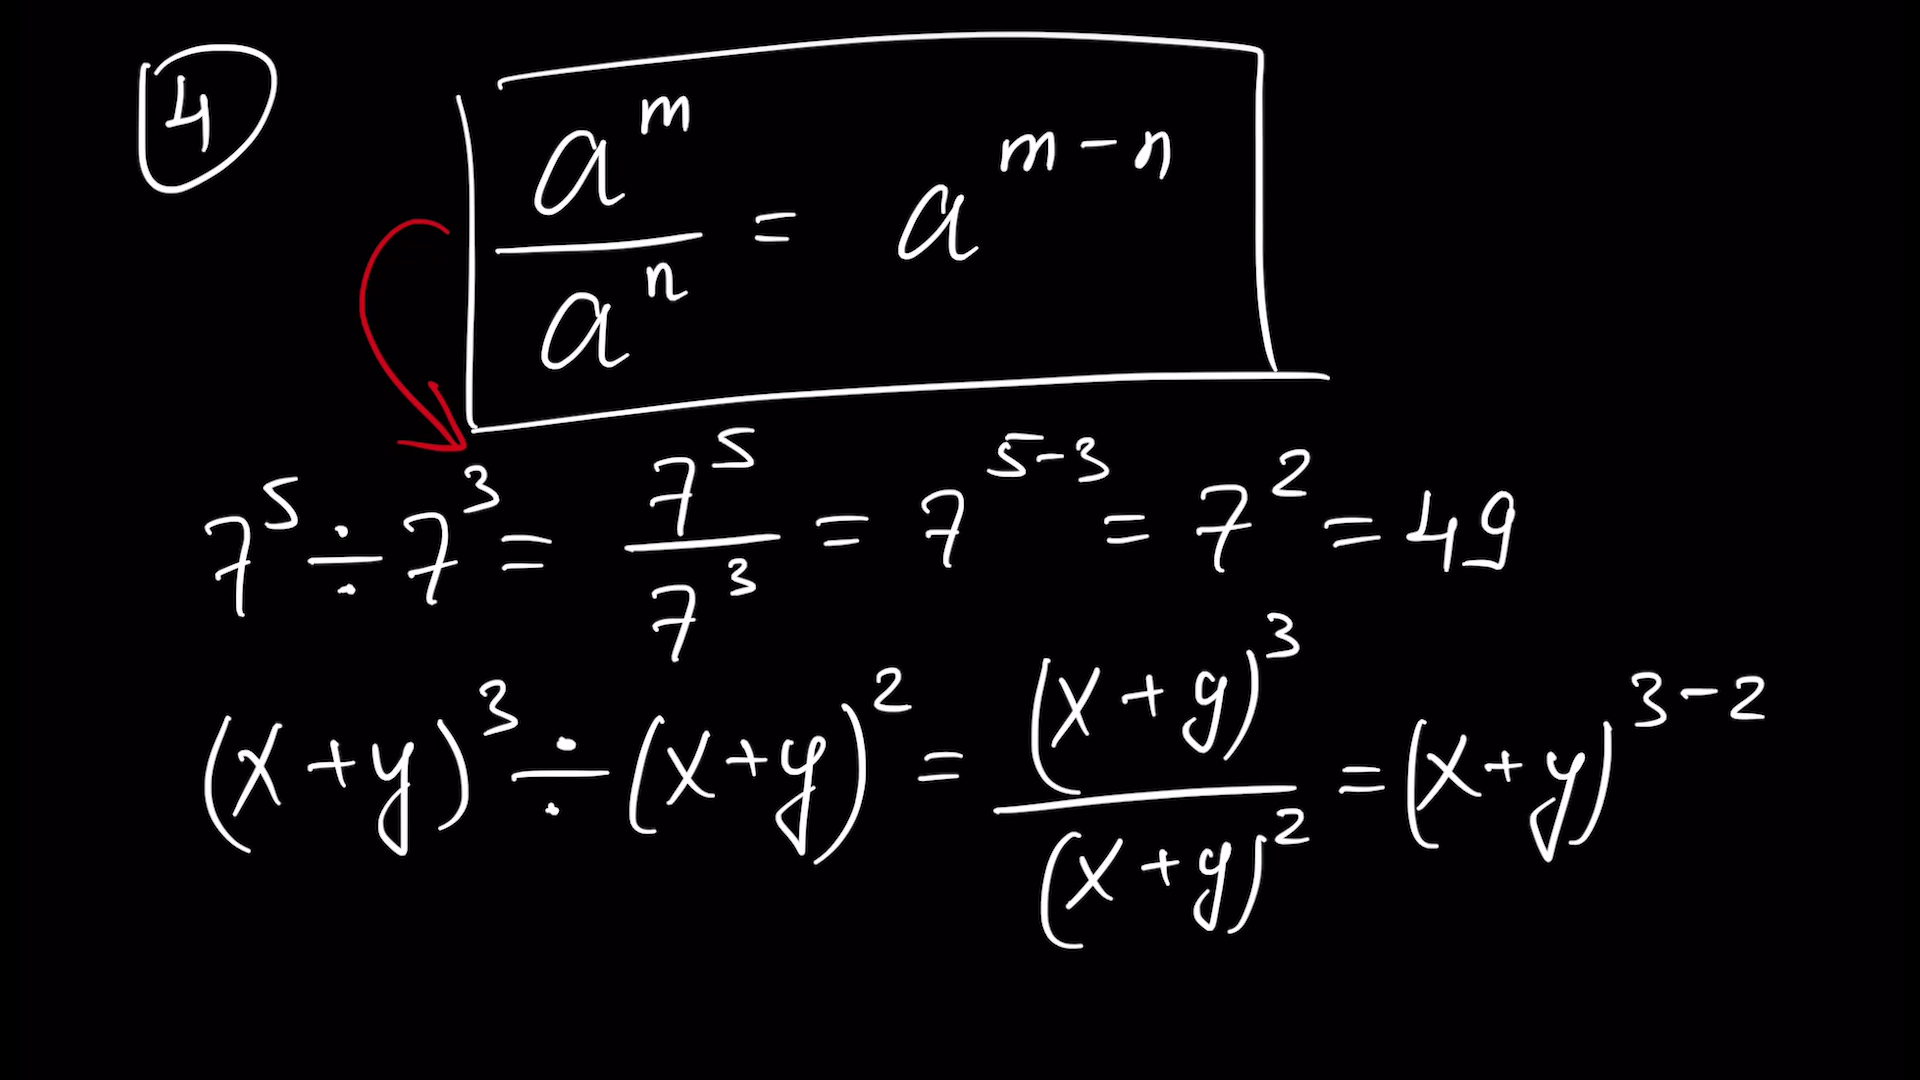 4
a^m / a^n = a^(m-n)
7^5 ÷ 7^3 = 7^5 / 7^3 = 7^(5-3) = 7^2 = 49
(x+y)^3 ÷ (x+y)^2 = (x+y)^3 / (x+y)^2 = (x+y)^(3-2)